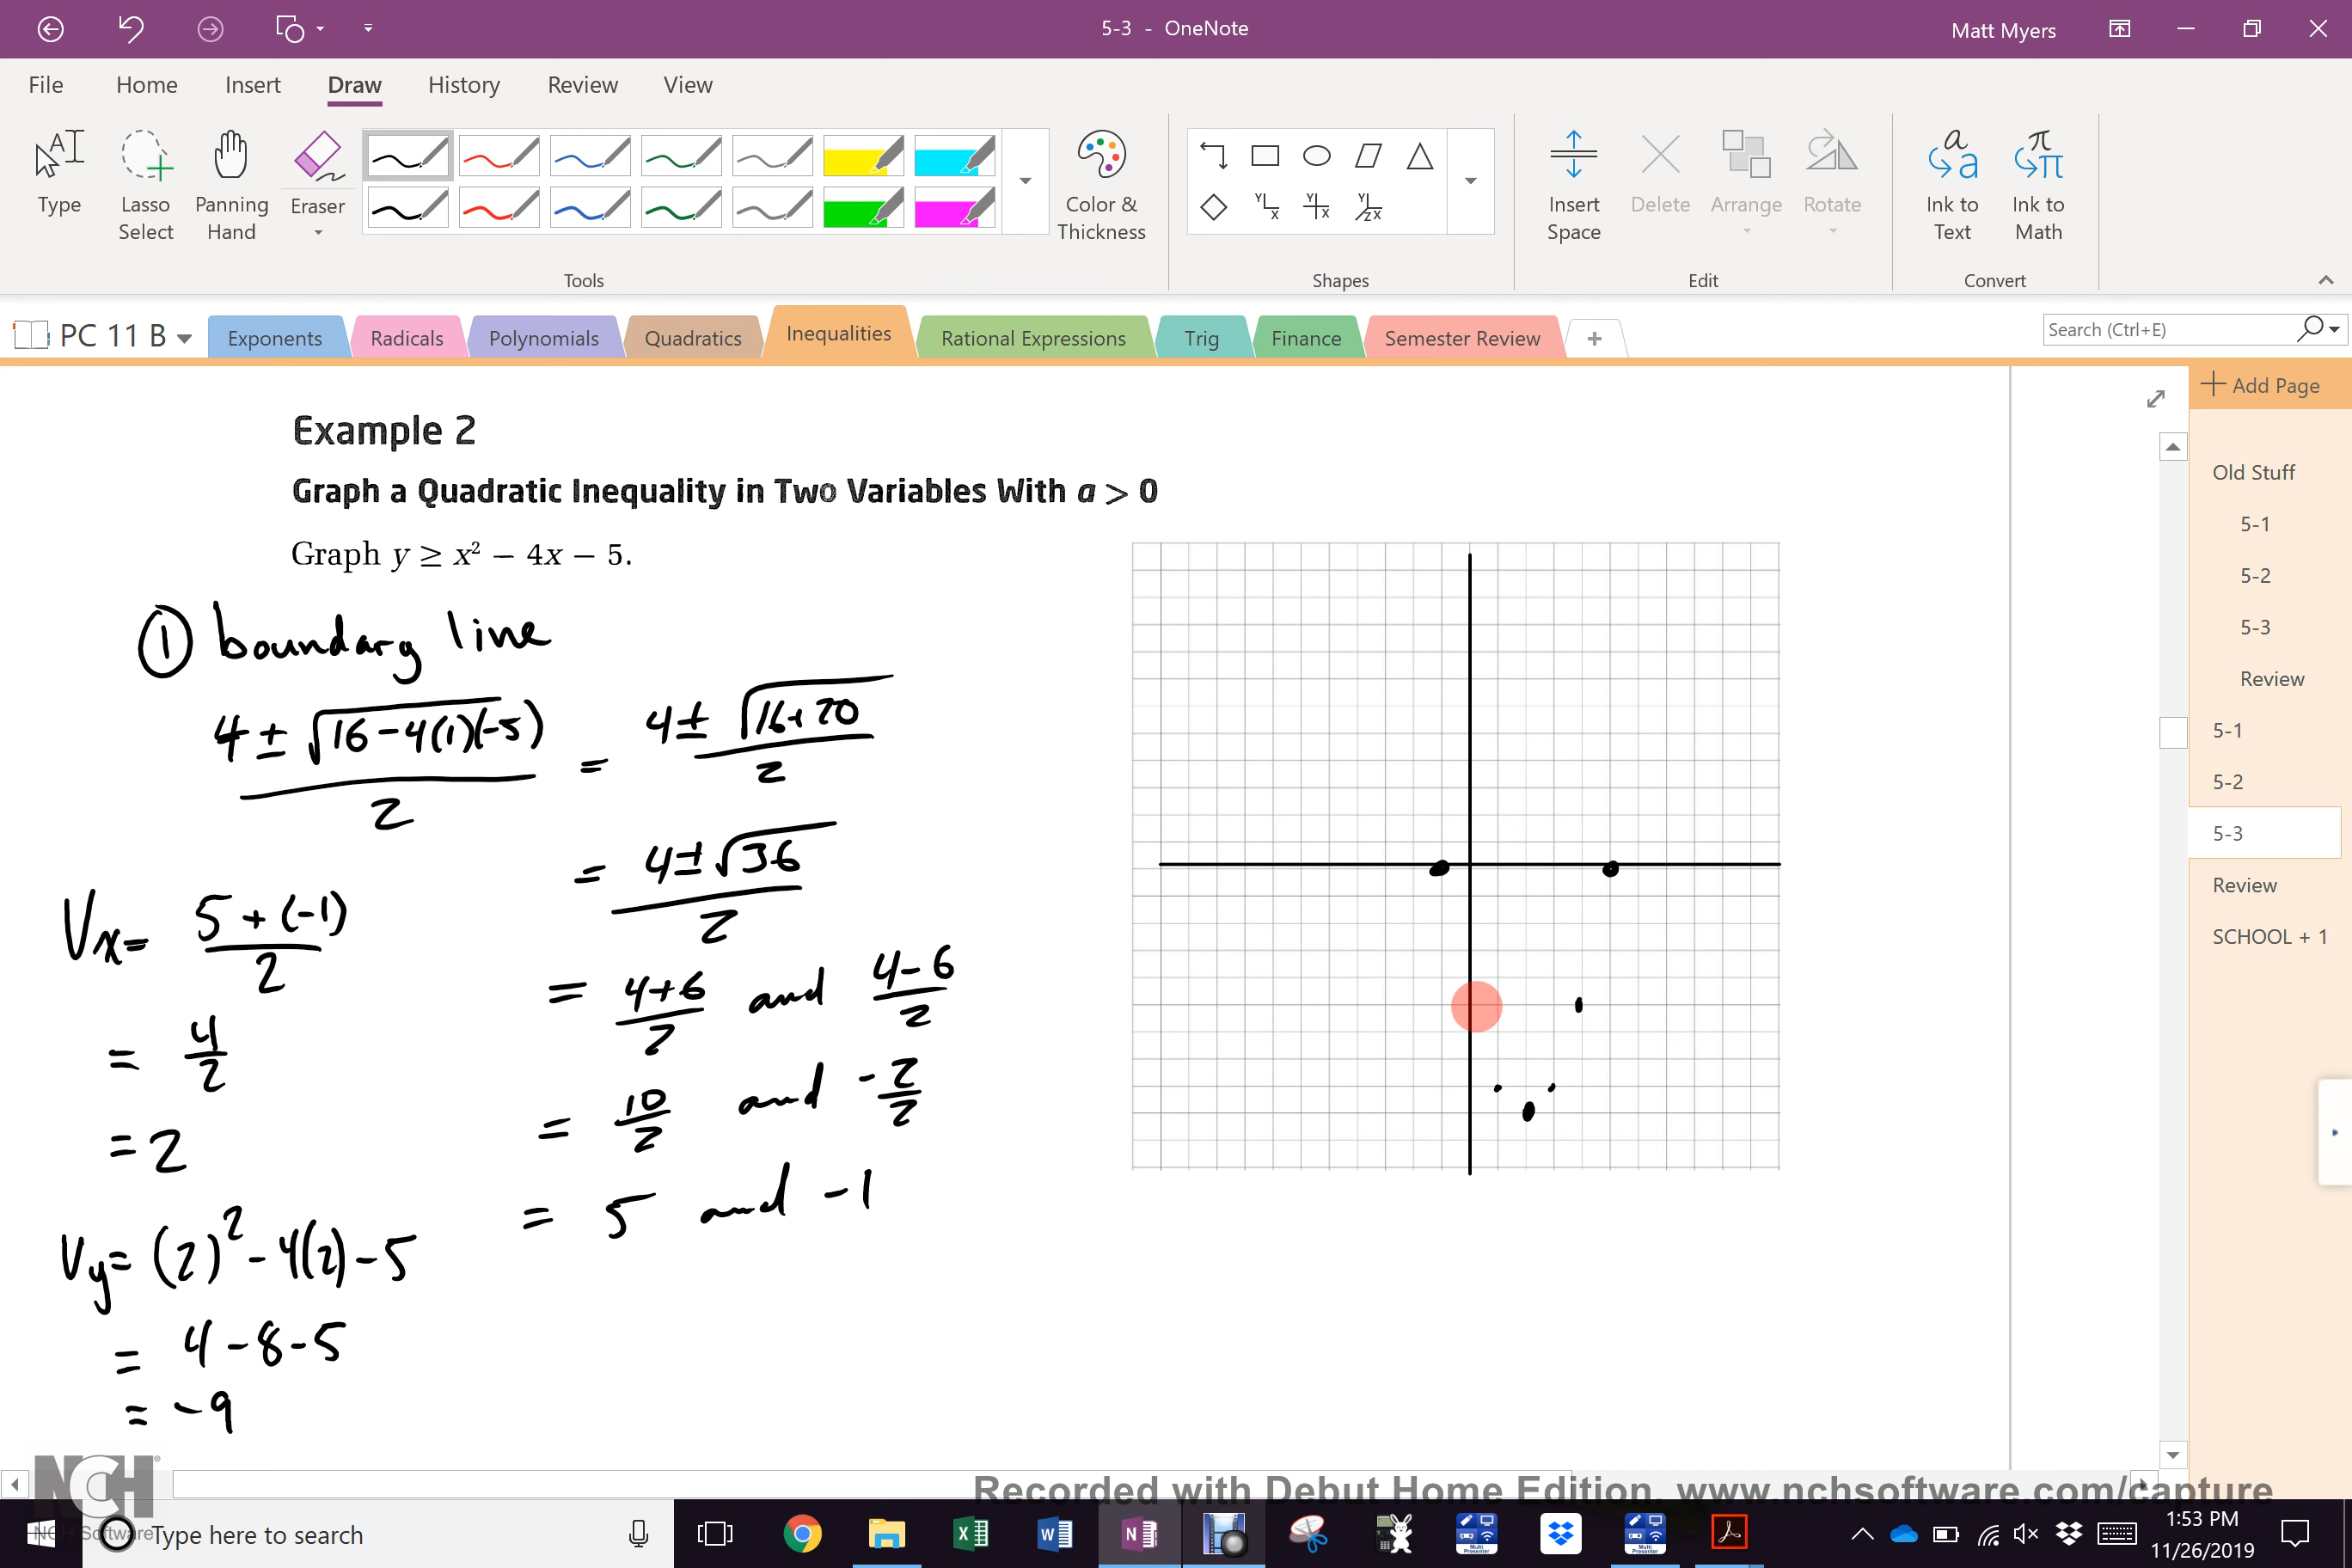 5-3 - OneNote
Matt Myers
File Home Insert Draw History Review View
Type
Lasso Select
Panning Hand
Eraser
Color & Thickness
Insert Space
Delete
Arrange
Rotate
Ink to Text
Ink to Math
Tools
Shapes
Edit
Convert
PC 11 B
Exponents Radicals Polynomials Quadratics Inequalities Rational Expressions Trig Finance Semester Review
Search (Ctrl+E)
Add Page
Old Stuff
5-1
5-2
5-3
Review
5-1
5-2
5-3
Review
SCHOOL + 1
Example 2
Graph a Quadratic Inequality in Two Variables With a > 0
Graph y ≥ x² − 4x − 5.
① boundary line
(4 ± √(16 − 4(1)(−5)))/2 = (4 ± √(16 + 20))/2
= (4 ± √36)/2
= (4+6)/2 and (4−6)/2
= 10/2 and −2/2
= 5 and −1
Vx = (5 + (−1))/2
= 4/2
= 2
Vy = (2)² − 4(2) − 5
= 4 − 8 − 5
= −9
NCH®
NCH Software
Recorded with Debut Home Edition. www.nchsoftware.com/capture
Type here to search
1:53 PM
11/26/2019